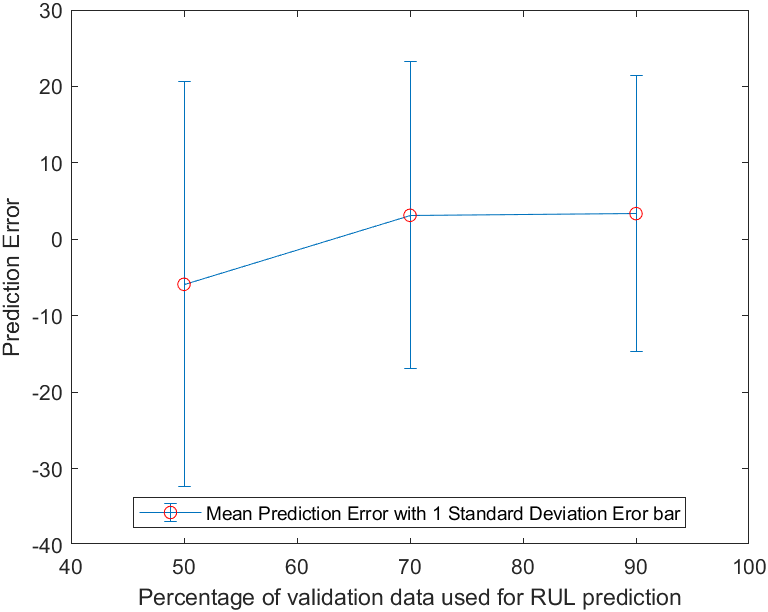 30
20
10
0
-10
-20
-30
-40
Prediction Error
Mean Prediction Error with 1 Standard Deviation Eror bar
40 50 60 70 80 90 100
Percentage of validation data used for RUL prediction